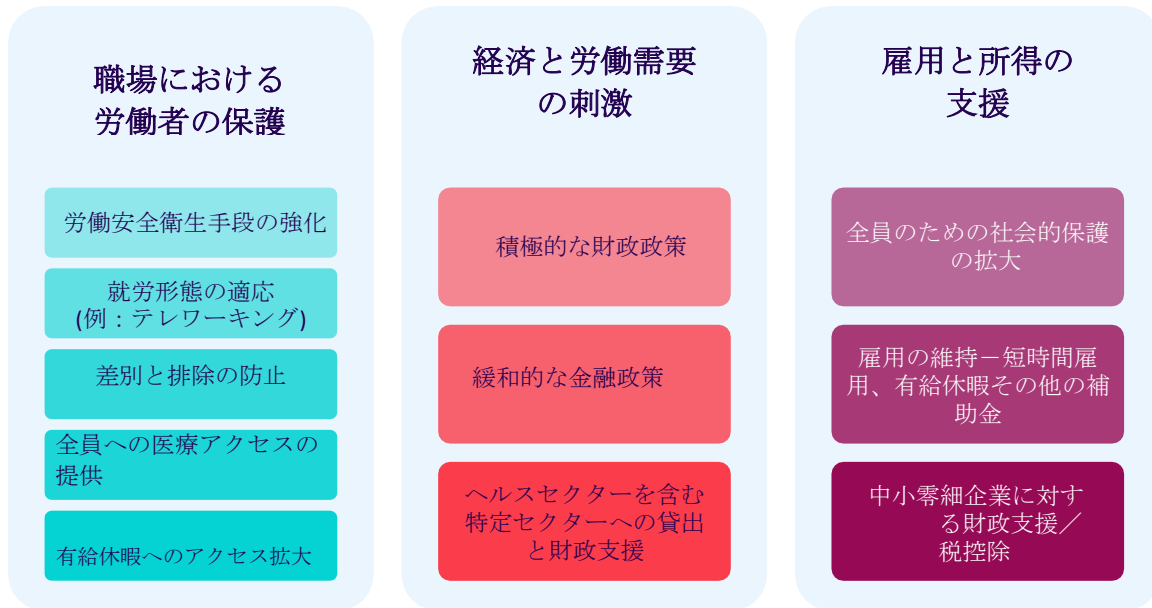 職場における
労働者の保護
労働安全衛生手段の強化
就労形態の適応
(例：テレワーキング)
差別と排除の防止
全員への医療アクセスの
提供
有給休暇へのアクセス拡大
経済と労働需要
の刺激
積極的な財政政策
緩和的な金融政策
ヘルスセクターを含む
特定セクターへの貸出
と財政支援
雇用と所得の
支援
全員のための社会的保護
の拡大
雇用の維持－短時間雇
用、有給休暇その他の補
助金
中小零細企業に対す
る財政支援／
税控除